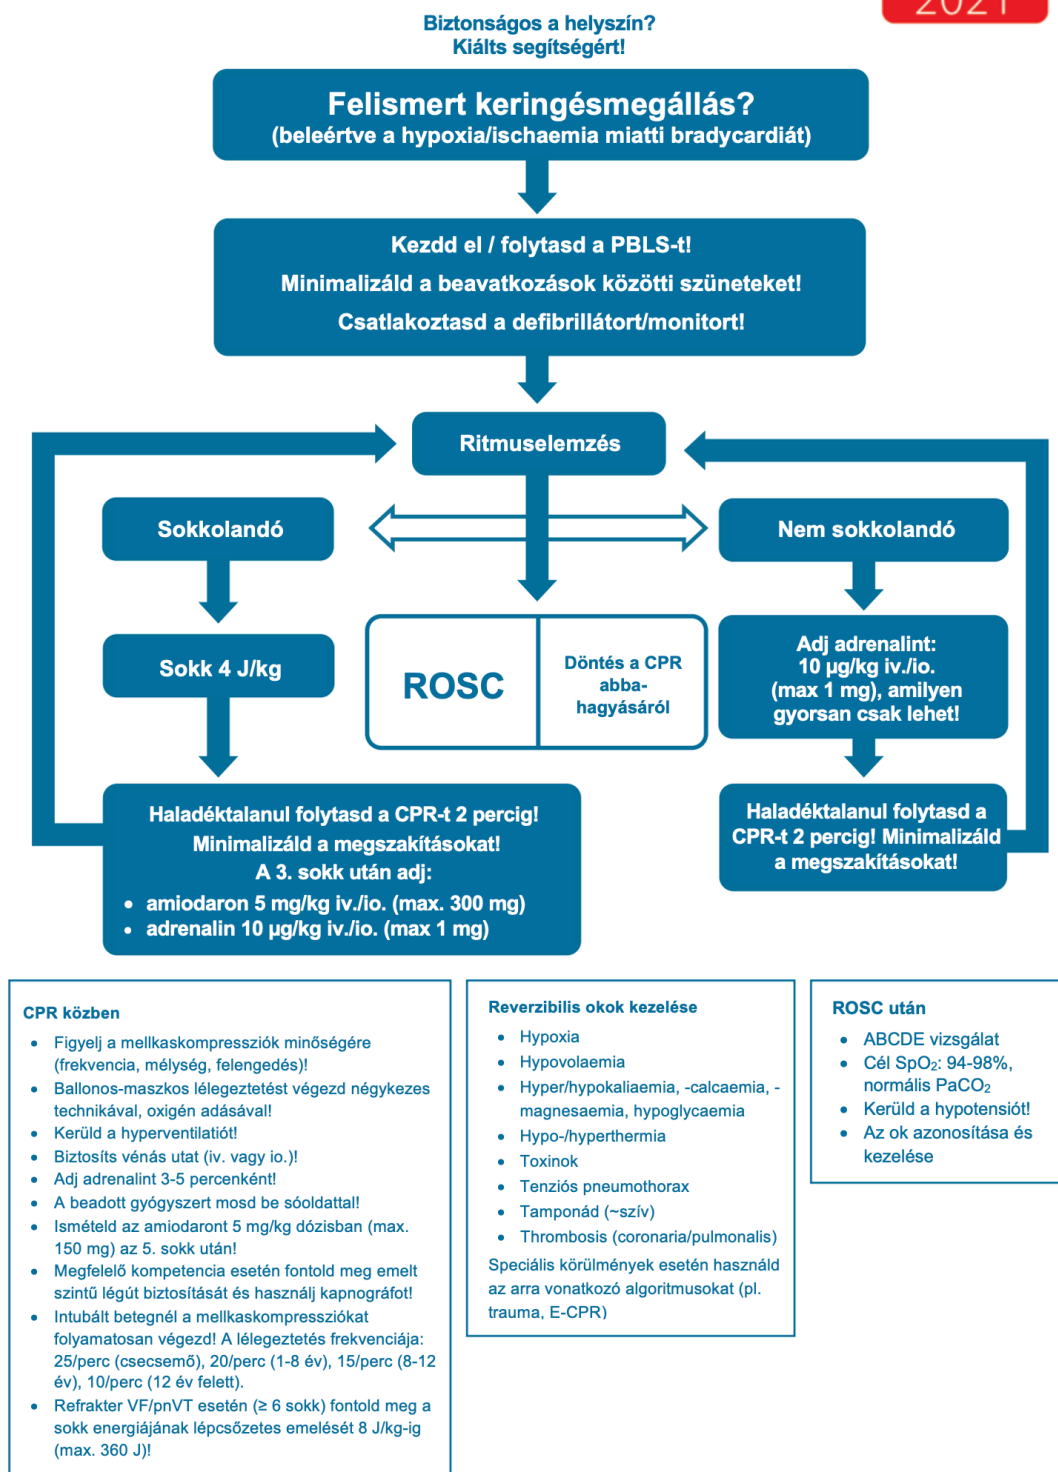 2021
Biztonságos a helyszín?
Kiálts segítségért!
Felismert keringésmegállás?
(beleértve a hypoxia/ischaemia miatti bradycardiát)
Kezdd el / folytasd a PBLS-t!
Minimalizáld a beavatkozások közötti szüneteket!
Csatlakoztasd a defibrillátort/monitort!
Ritmuselemzés
Sokkolandó
Nem sokkolandó
Sokk 4 J/kg
ROSC
Döntés a CPR
abba-
hagyásáról
Adj adrenalint:
10 µg/kg iv./io.
(max 1 mg), amilyen
gyorsan csak lehet!
Haladéktalanul folytasd a CPR-t 2 percig!
Minimalizáld a megszakításokat!
A 3. sokk után adj:
• amiodaron 5 mg/kg iv./io. (max. 300 mg)
• adrenalin 10 µg/kg iv./io. (max 1 mg)
Haladéktalanul folytasd a
CPR-t 2 percig! Minimalizáld
a megszakításokat!
CPR közben
• Figyelj a mellkaskompressziók minőségére
(frekvencia, mélység, felengedés)!
• Ballonos-maszkos lélegeztetést végezd négykezes
technikával, oxigén adásával!
• Kerüld a hyperventilatiót!
• Biztosíts vénás utat (iv. vagy io.)!
• Adj adrenalint 3-5 percenként!
• A beadott gyógyszert mosd be sóoldattal!
• Ismételd az amiodaront 5 mg/kg dózisban (max.
150 mg) az 5. sokk után!
• Megfelelő kompetencia esetén fontold meg emelt
szintű légút biztosítását és használj kapnográfot!
• Intubált betegnél a mellkaskompressziókat
folyamatosan végezd! A lélegeztetés frekvenciája:
25/perc (csecsemő), 20/perc (1-8 év), 15/perc (8-12
év), 10/perc (12 év felett).
• Refrakter VF/pnVT esetén (≥ 6 sokk) fontold meg a
sokk energiájának lépcsőzetes emelését 8 J/kg-ig
(max. 360 J)!
Reverzibilis okok kezelése
• Hypoxia
• Hypovolaemia
• Hyper/hypokaliaemia, -calcaemia, -
magnesaemia, hypoglycaemia
• Hypo-/hyperthermia
• Toxinok
• Tenziós pneumothorax
• Tamponád (~szív)
• Thrombosis (coronaria/pulmonalis)
Speciális körülmények esetén használd
az arra vonatkozó algoritmusokat (pl.
trauma, E-CPR)
ROSC után
• ABCDE vizsgálat
• Cél SpO₂: 94-98%,
normális PaCO₂
• Kerüld a hypotensiót!
• Az ok azonosítása és
kezelése